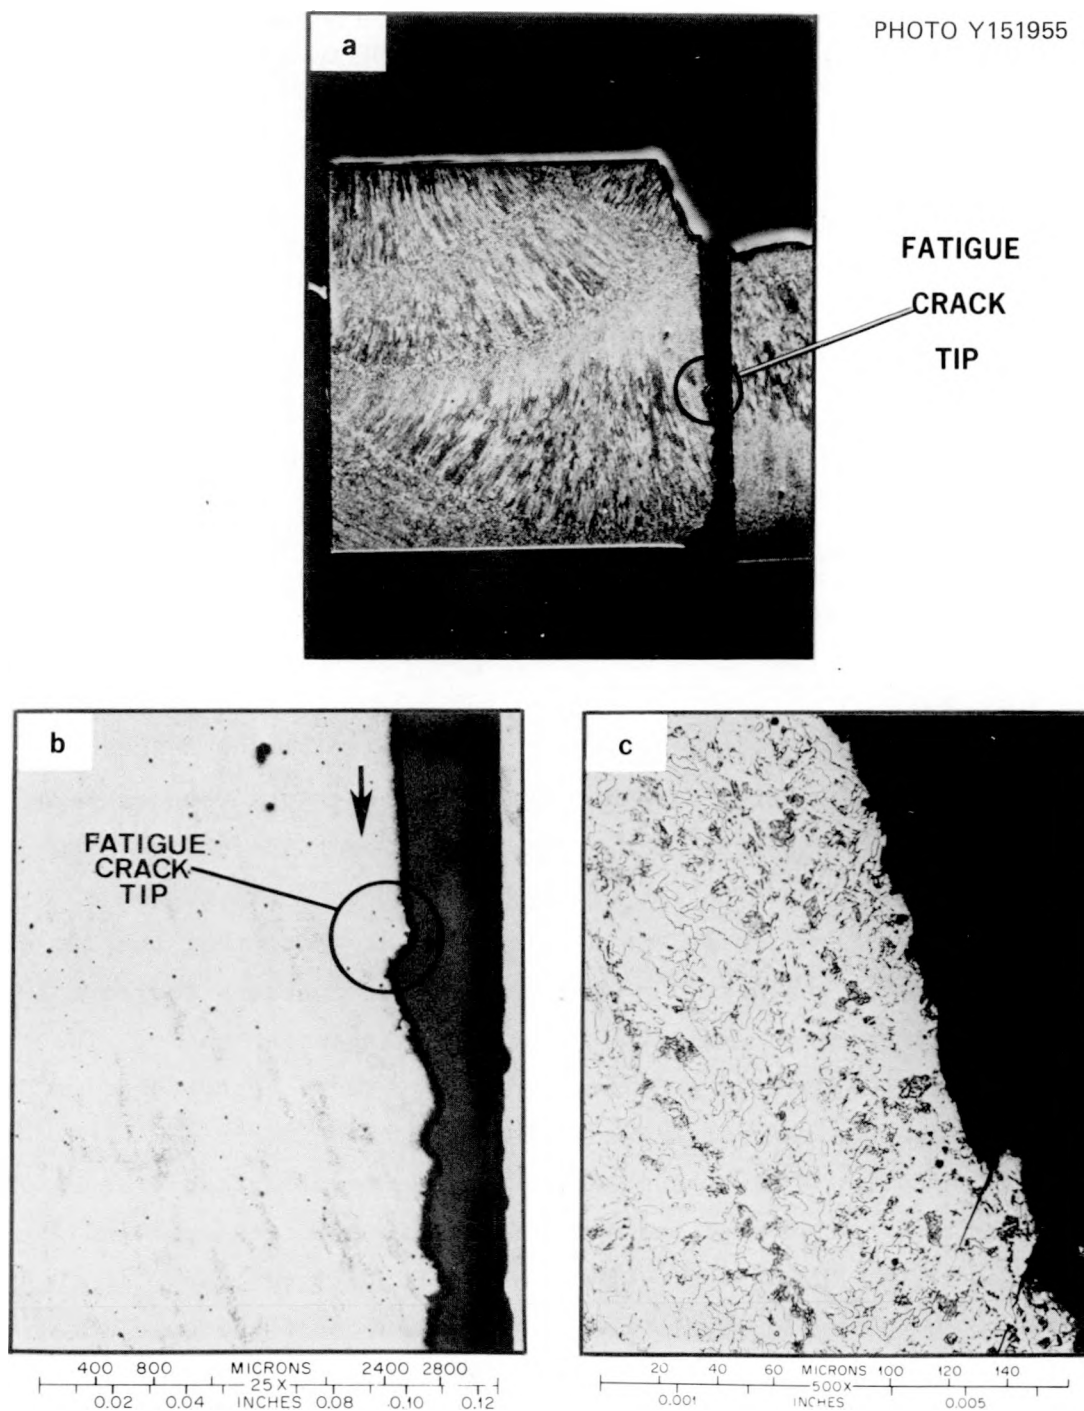 PHOTO Y151955
a
FATIGUE
CRACK
TIP
b
FATIGUE
CRACK
TIP
c
400 800 MICRONS 2400 2800
25X
0.02 0.04 INCHES 0.08 0.10 0.12
20 40 60 MICRONS 100 120 140
500X
0.001 INCHES 0.005